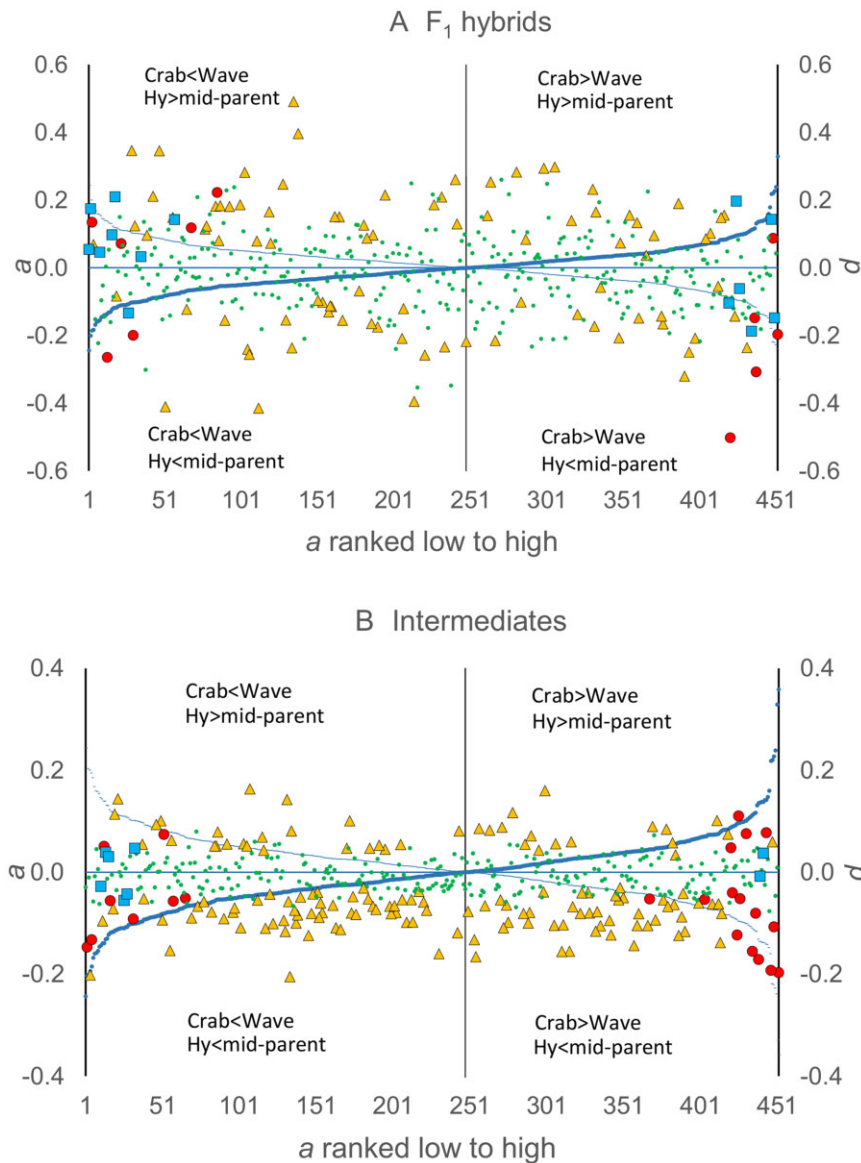 A F₁ hybrids
0.6 0.6
Crab<Wave Crab>Wave
Hy>mid-parent Hy>mid-parent
0.4 0.4
0.2 0.2
a 0.0 0.0 d
-0.2 -0.2
-0.4 -0.4
Crab<Wave Crab>Wave
Hy<mid-parent Hy<mid-parent
-0.6 -0.6
1 51 101 151 201 251 301 351 401 451
a ranked low to high
B Intermediates
0.4 0.4
Crab<Wave Crab>Wave
Hy>mid-parent Hy>mid-parent
0.2 0.2
a 0.0 0.0 d
-0.2 -0.2
Crab<Wave Crab>Wave
Hy<mid-parent Hy<mid-parent
-0.4 -0.4
1 51 101 151 201 251 301 351 401 451
a ranked low to high